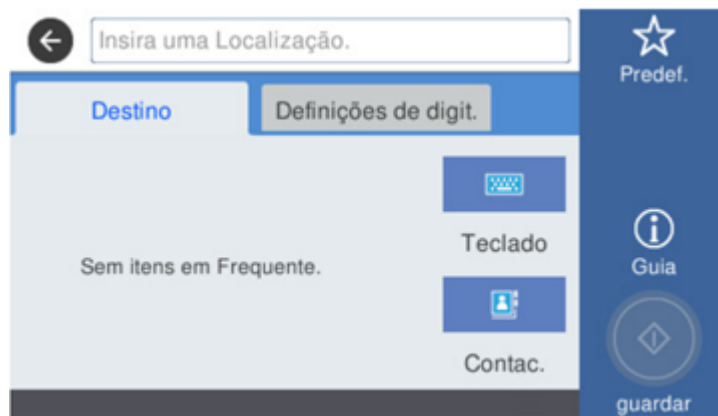 Insira uma Localização.
Predef.
Destino
Definições de digit.
Teclado
Sem itens em Frequente.
Guia
Contac.
guardar